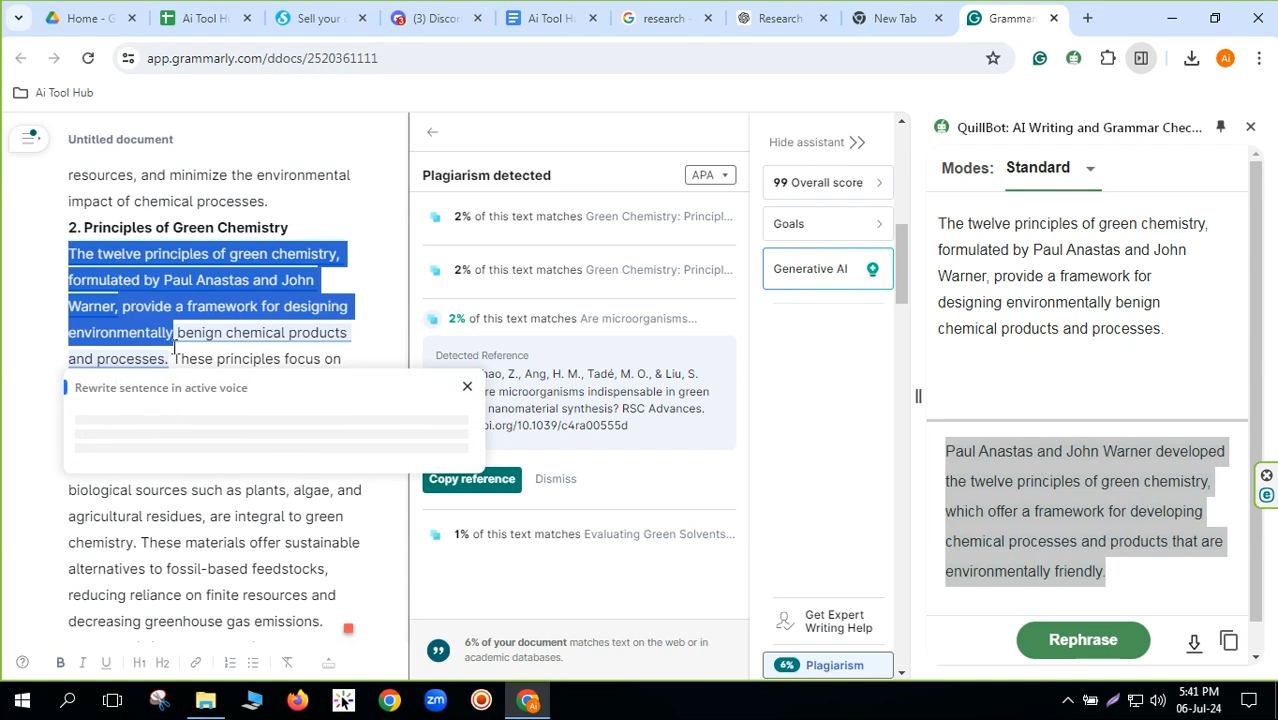 Home - G
Ai Tool Hu
Sell your
(3) Discor
Ai Tool H
research -
Research
New Tab
Grammar
app.grammarly.com/ddocs/2520361111
Ai
Ai Tool Hub
Untitled document
resources, and minimize the environmental
impact of chemical processes.
2. Principles of Green Chemistry
The twelve principles of green chemistry,
formulated by Paul Anastas and John
Warner, provide a framework for designing
environmentally benign chemical products
and processes. These principles focus on
Rewrite sentence in active voice
biological sources such as plants, algae, and
agricultural residues, are integral to green
chemistry. These materials offer sustainable
alternatives to fossil-based feedstocks,
reducing reliance on finite resources and
decreasing greenhouse gas emissions.
B I U H1 H2
Plagiarism detected
APA
2% of this text matches Green Chemistry: Principl...
2% of this text matches Green Chemistry: Principl...
2% of this text matches Are microorganisms...
Detected Reference
hao, Z., Ang, H. M., Tadé, M. O., & Liu, S.
re microorganisms indispensable in green
nanomaterial synthesis? RSC Advances.
oi.org/10.1039/c4ra00555d
Copy reference
Dismiss
1% of this text matches Evaluating Green Solvents...
6% of your document matches text on the web or in
academic databases.
Hide assistant
99 Overall score
Goals
Generative AI
Get Expert
Writing Help
6% Plagiarism
QuillBot: AI Writing and Grammar Chec...
Modes: Standard
The twelve principles of green chemistry,
formulated by Paul Anastas and John
Warner, provide a framework for
designing environmentally benign
chemical products and processes.
Paul Anastas and John Warner developed
the twelve principles of green chemistry,
which offer a framework for developing
chemical processes and products that are
environmentally friendly.
Rephrase
zm
Ai
5:41 PM
06-Jul-24